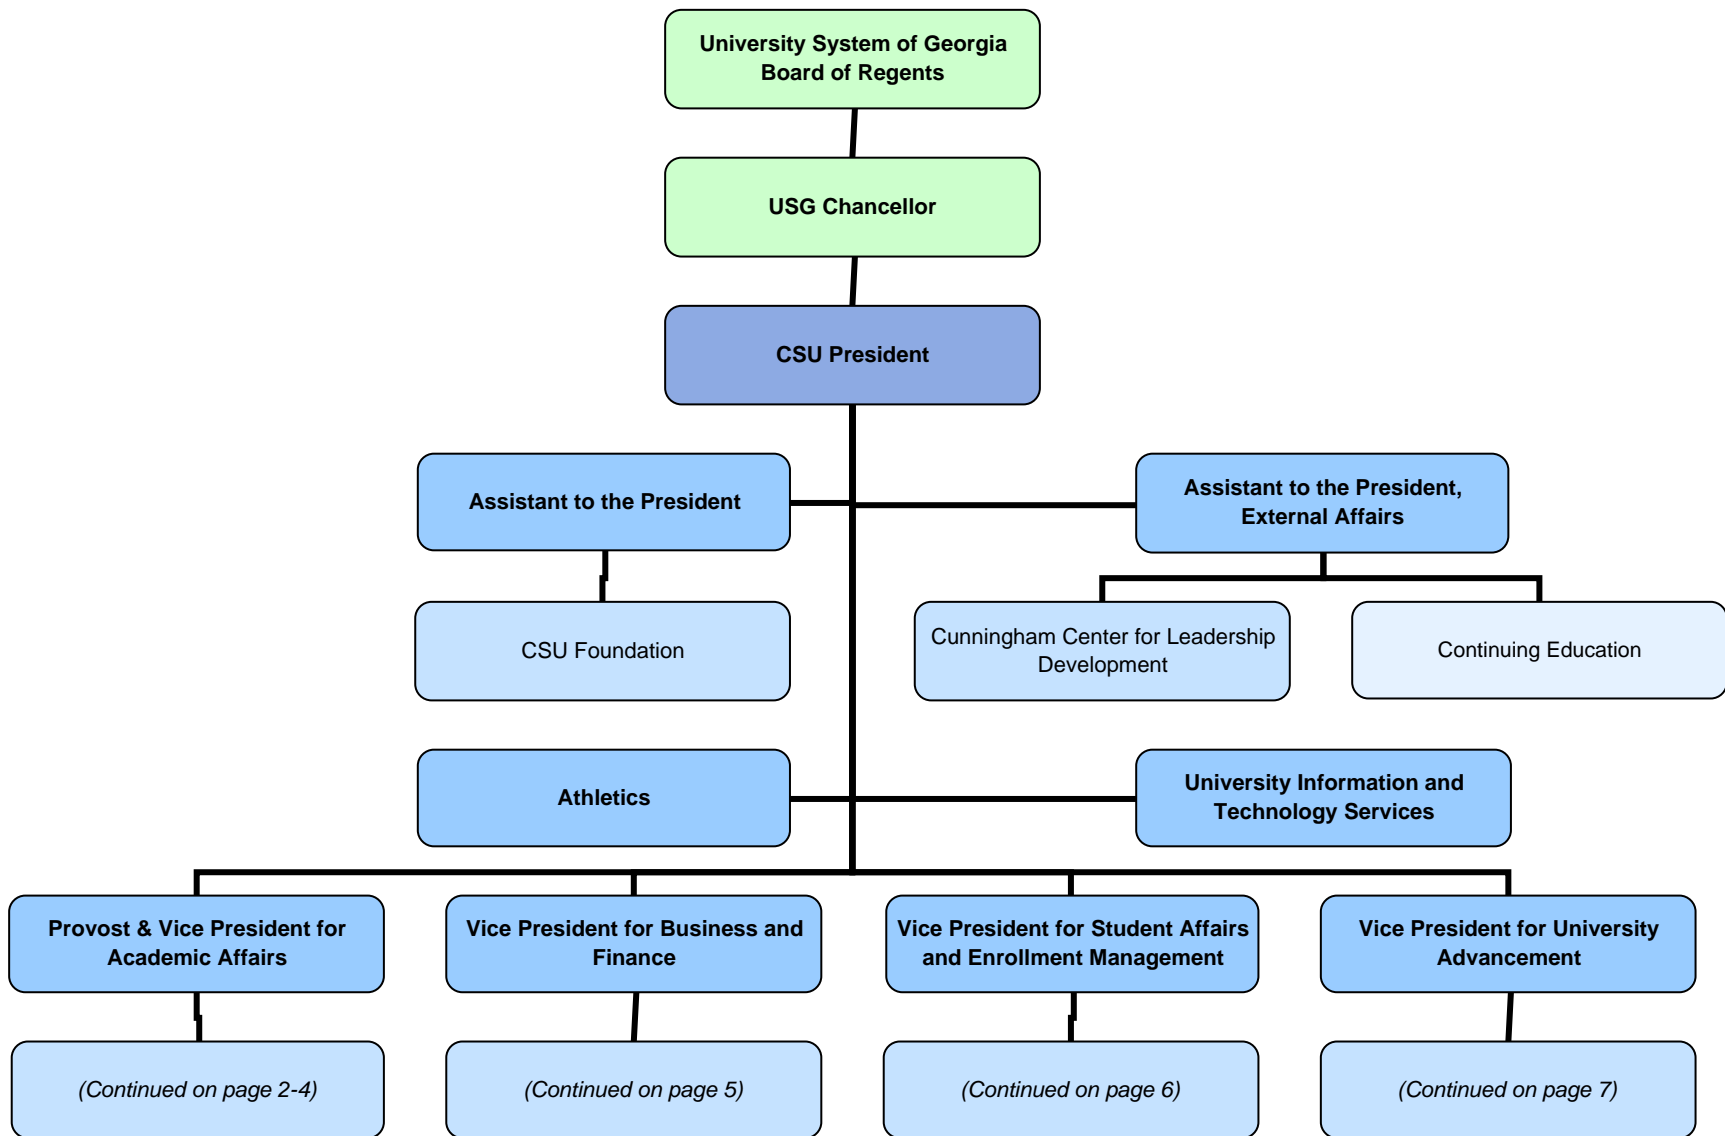 University System of Georgia
Board of Regents
USG Chancellor
CSU President
Assistant to the President
Assistant to the President,
External Affairs
CSU Foundation
Cunningham Center for Leadership
Development
Continuing Education
Athletics
University Information and
Technology Services
Provost & Vice President for
Academic Affairs
Vice President for Business and
Finance
Vice President for Student Affairs
and Enrollment Management
Vice President for University
Advancement
(Continued on page 2-4)
(Continued on page 5)
(Continued on page 6)
(Continued on page 7)